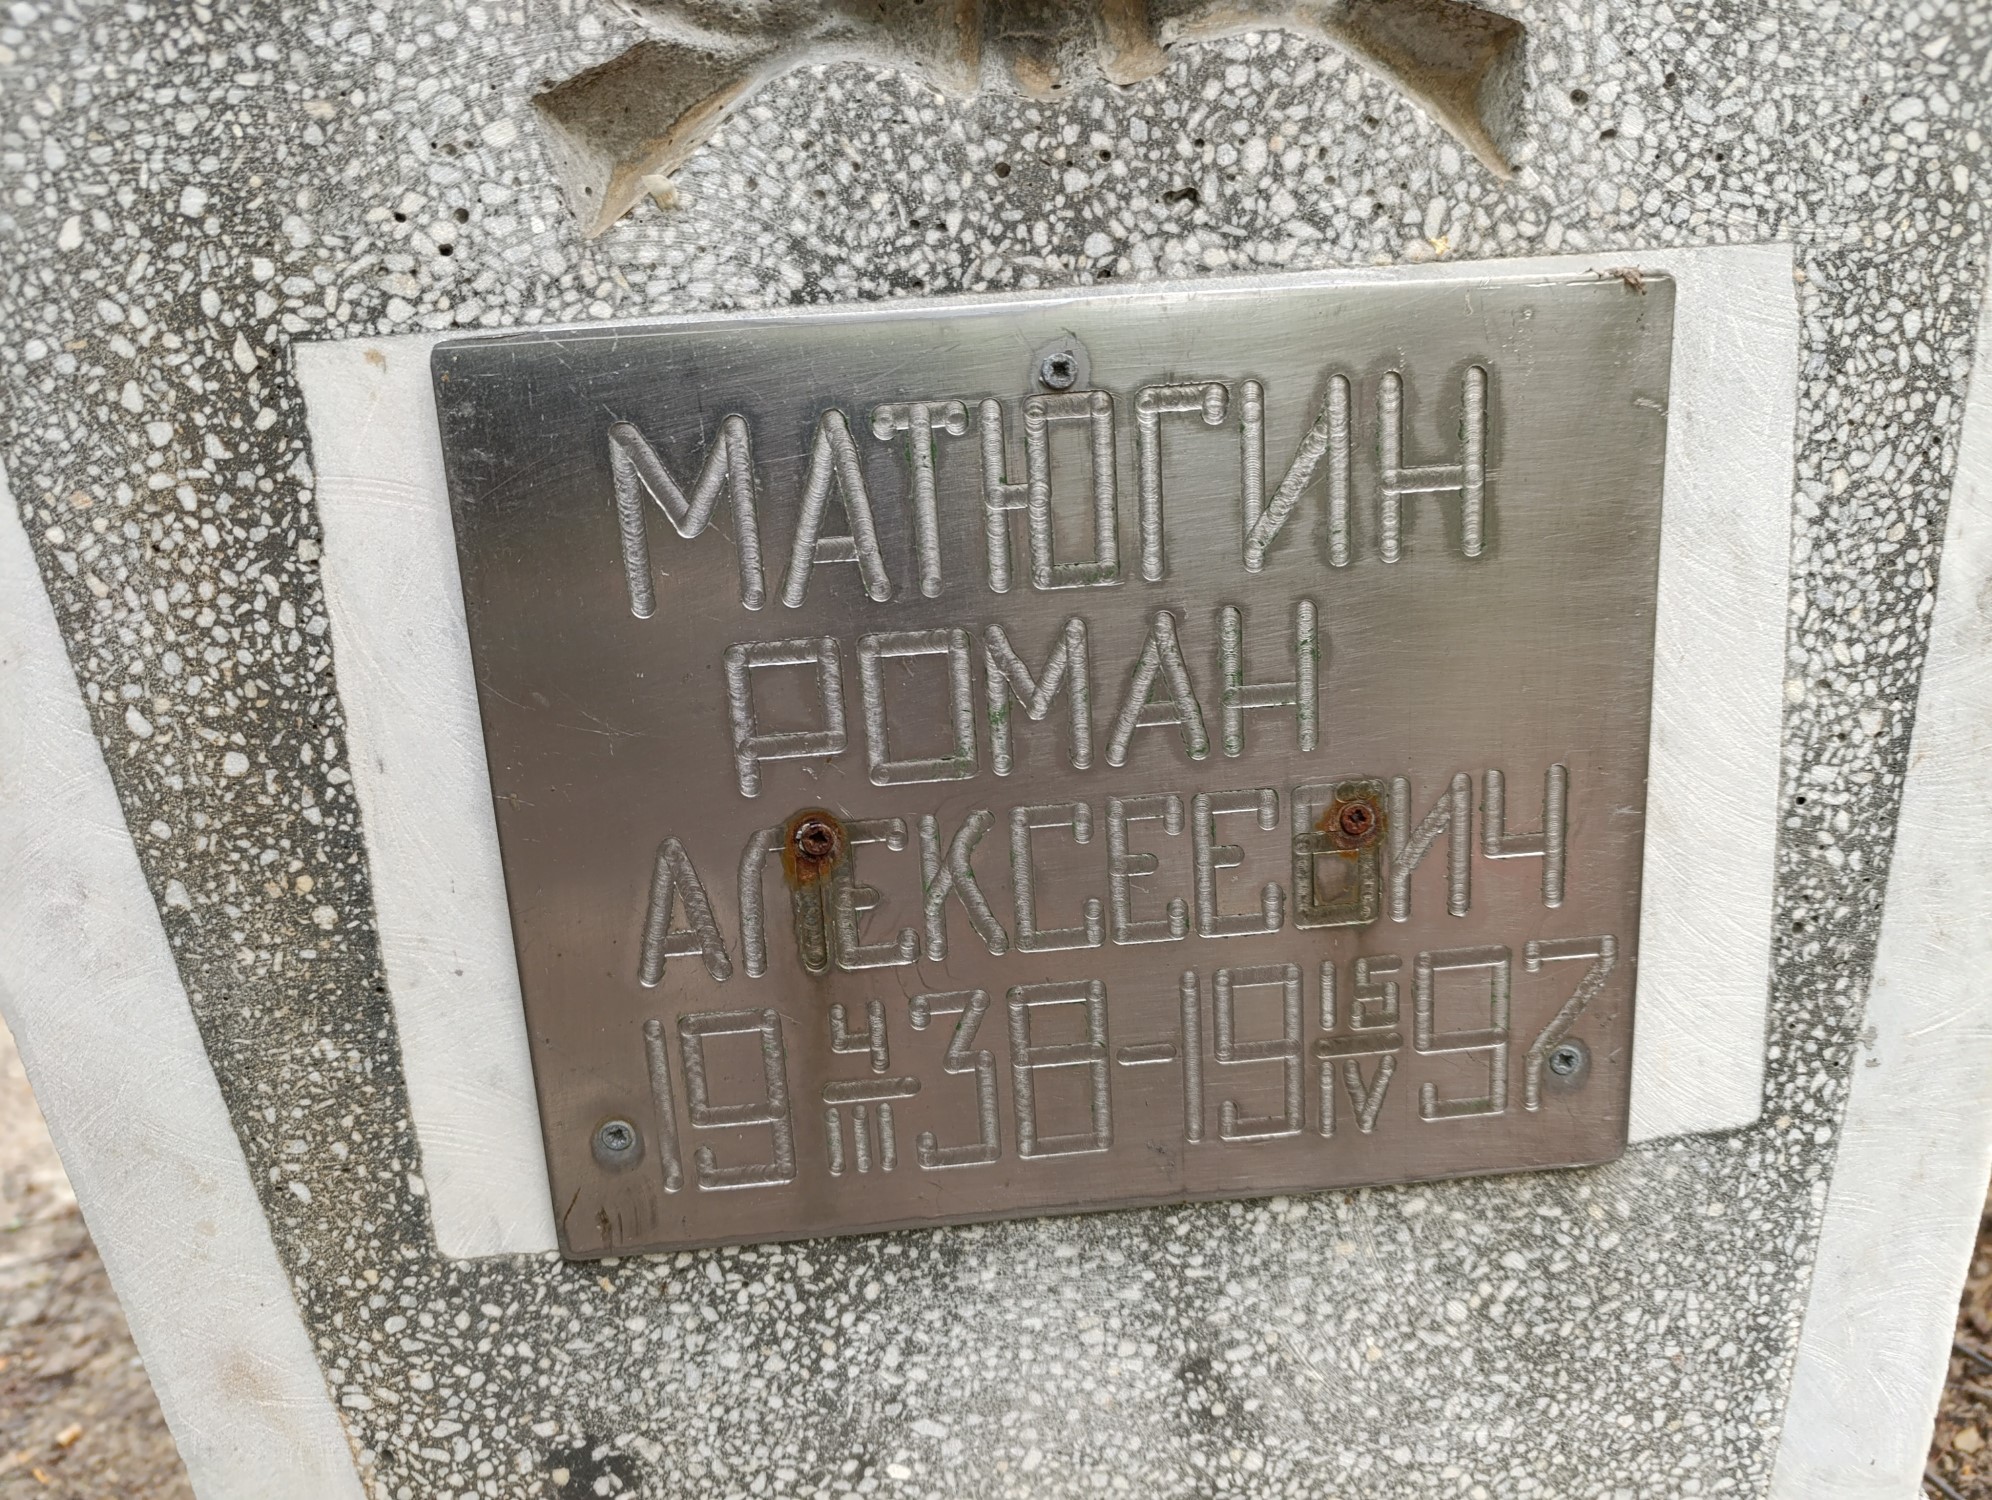 МАТЮГИН
РОМАН
АЛЕКСЕЕВИЧ
19 4/III 38-19 15/IV 97